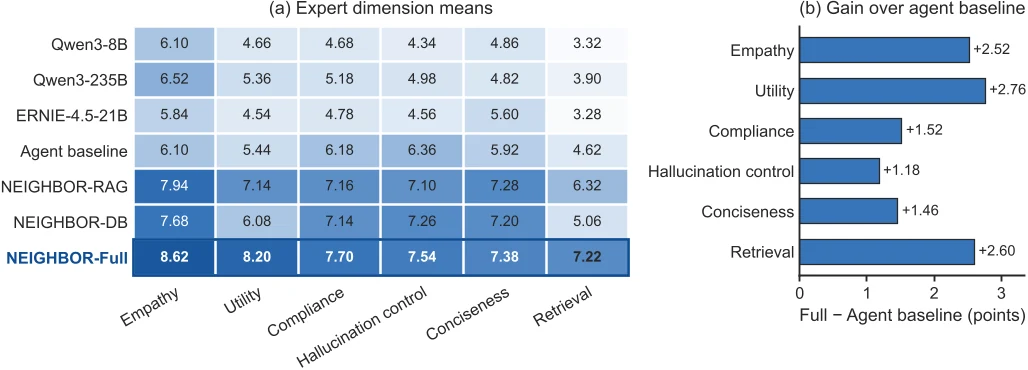 (a) Expert dimension means
Qwen3-8B 6.10 4.66 4.68 4.34 4.86 3.32
Qwen3-235B 6.52 5.36 5.18 4.98 4.82 3.90
ERNIE-4.5-21B 5.84 4.54 4.78 4.56 5.60 3.28
Agent baseline 6.10 5.44 6.18 6.36 5.92 4.62
NEIGHBOR-RAG 7.94 7.14 7.16 7.10 7.28 6.32
NEIGHBOR-DB 7.68 6.08 7.14 7.26 7.20 5.06
NEIGHBOR-Full 8.62 8.20 7.70 7.54 7.38 7.22
Empathy Utility Compliance Hallucination control Conciseness Retrieval
(b) Gain over agent baseline
Empathy +2.52
Utility +2.76
Compliance +1.52
Hallucination control +1.18
Conciseness +1.46
Retrieval +2.60
0 1 2 3
Full − Agent baseline (points)